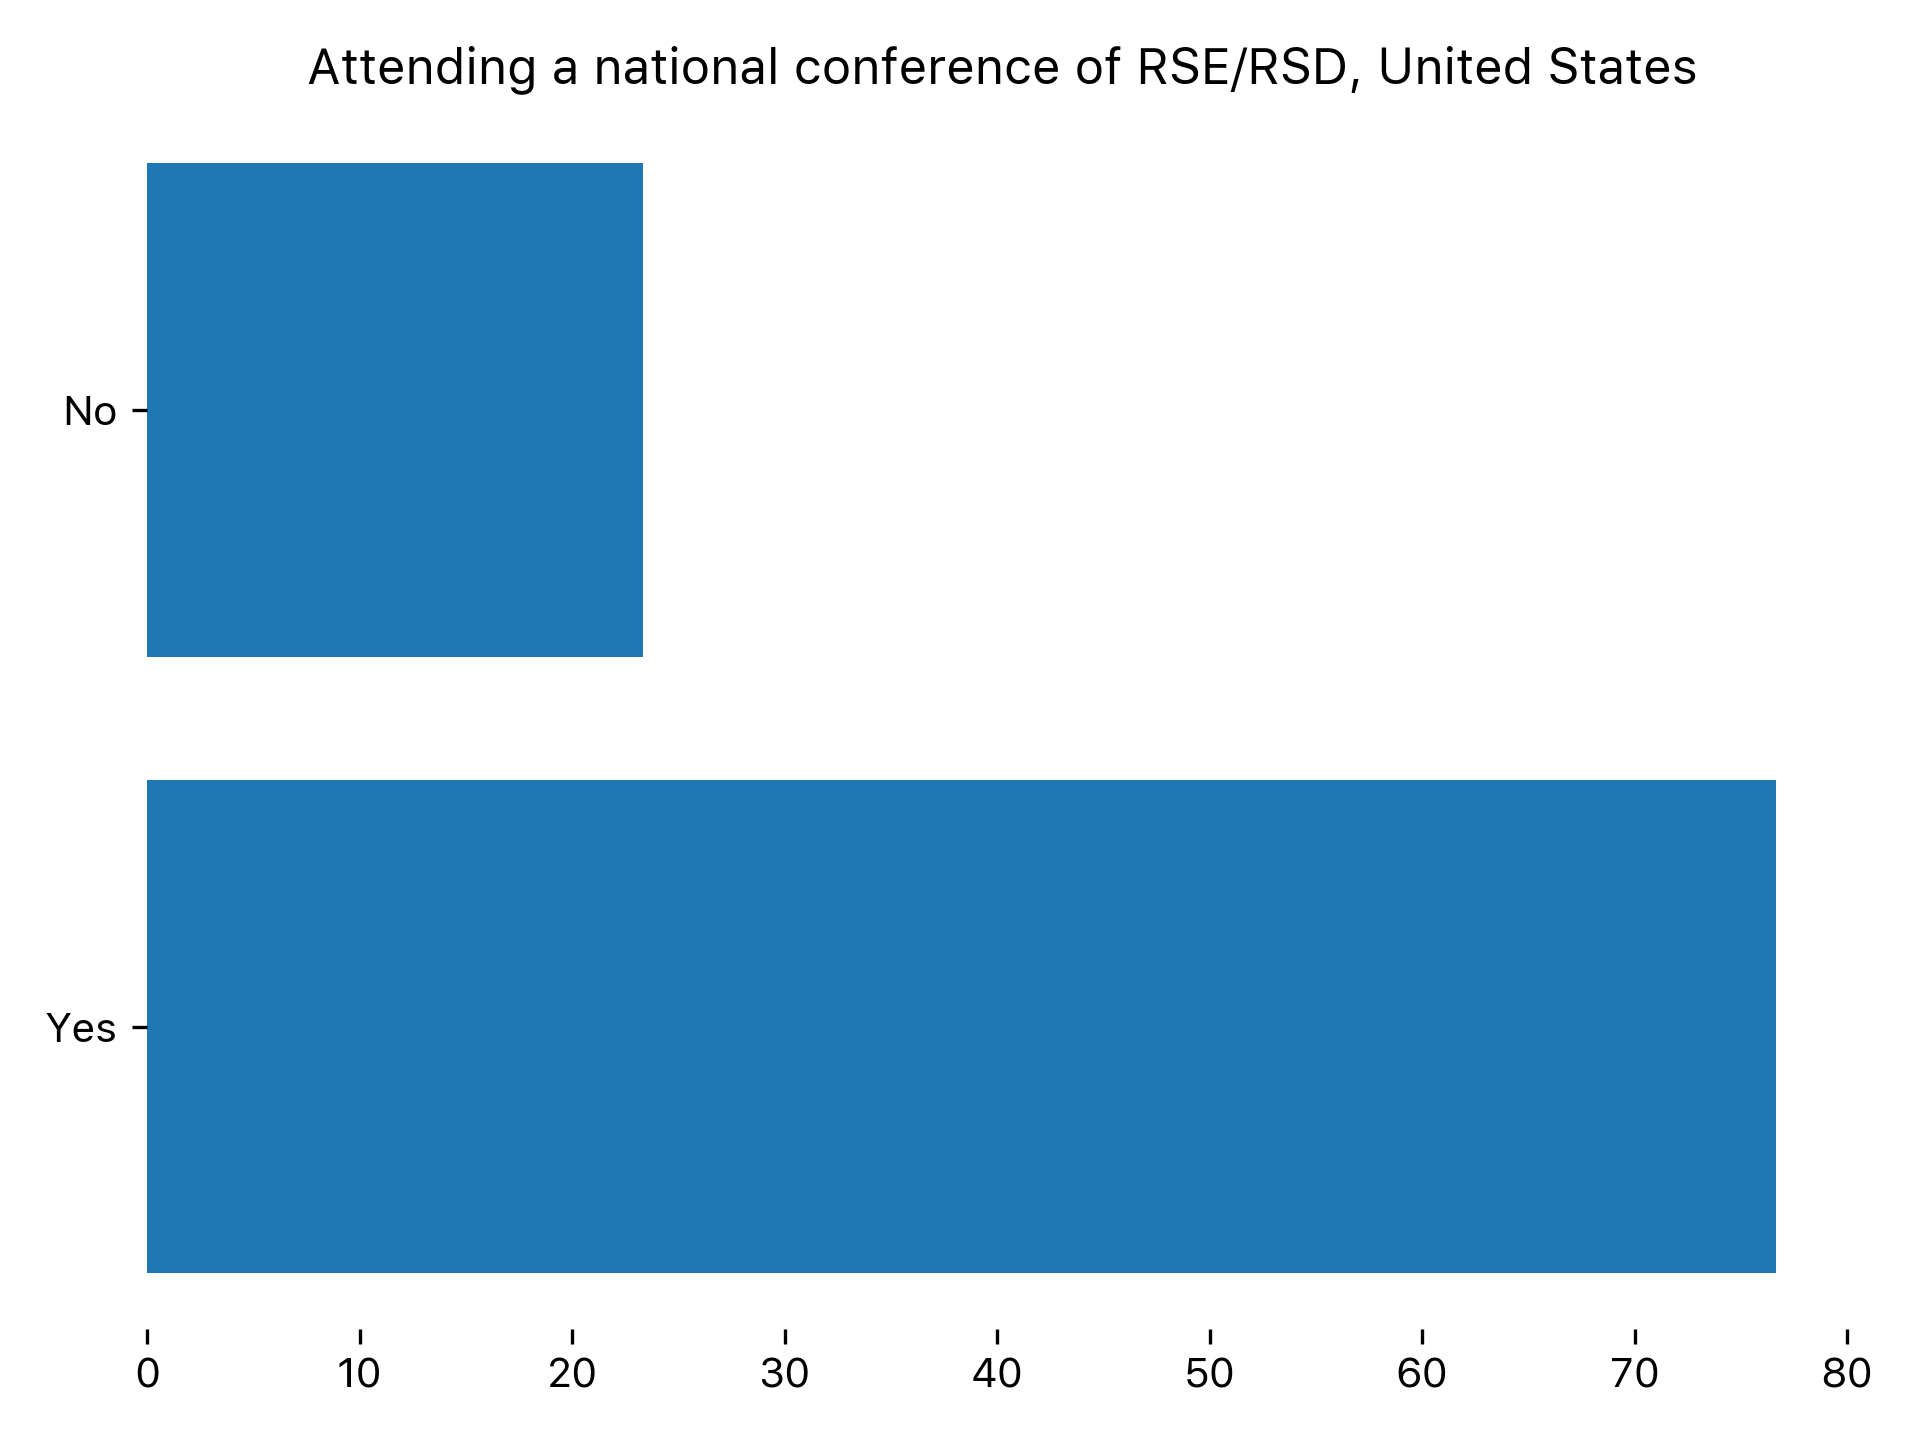 Attending a national conference of RSE/RSD, United States
No
Yes
0 10 20 30 40 50 60 70 80